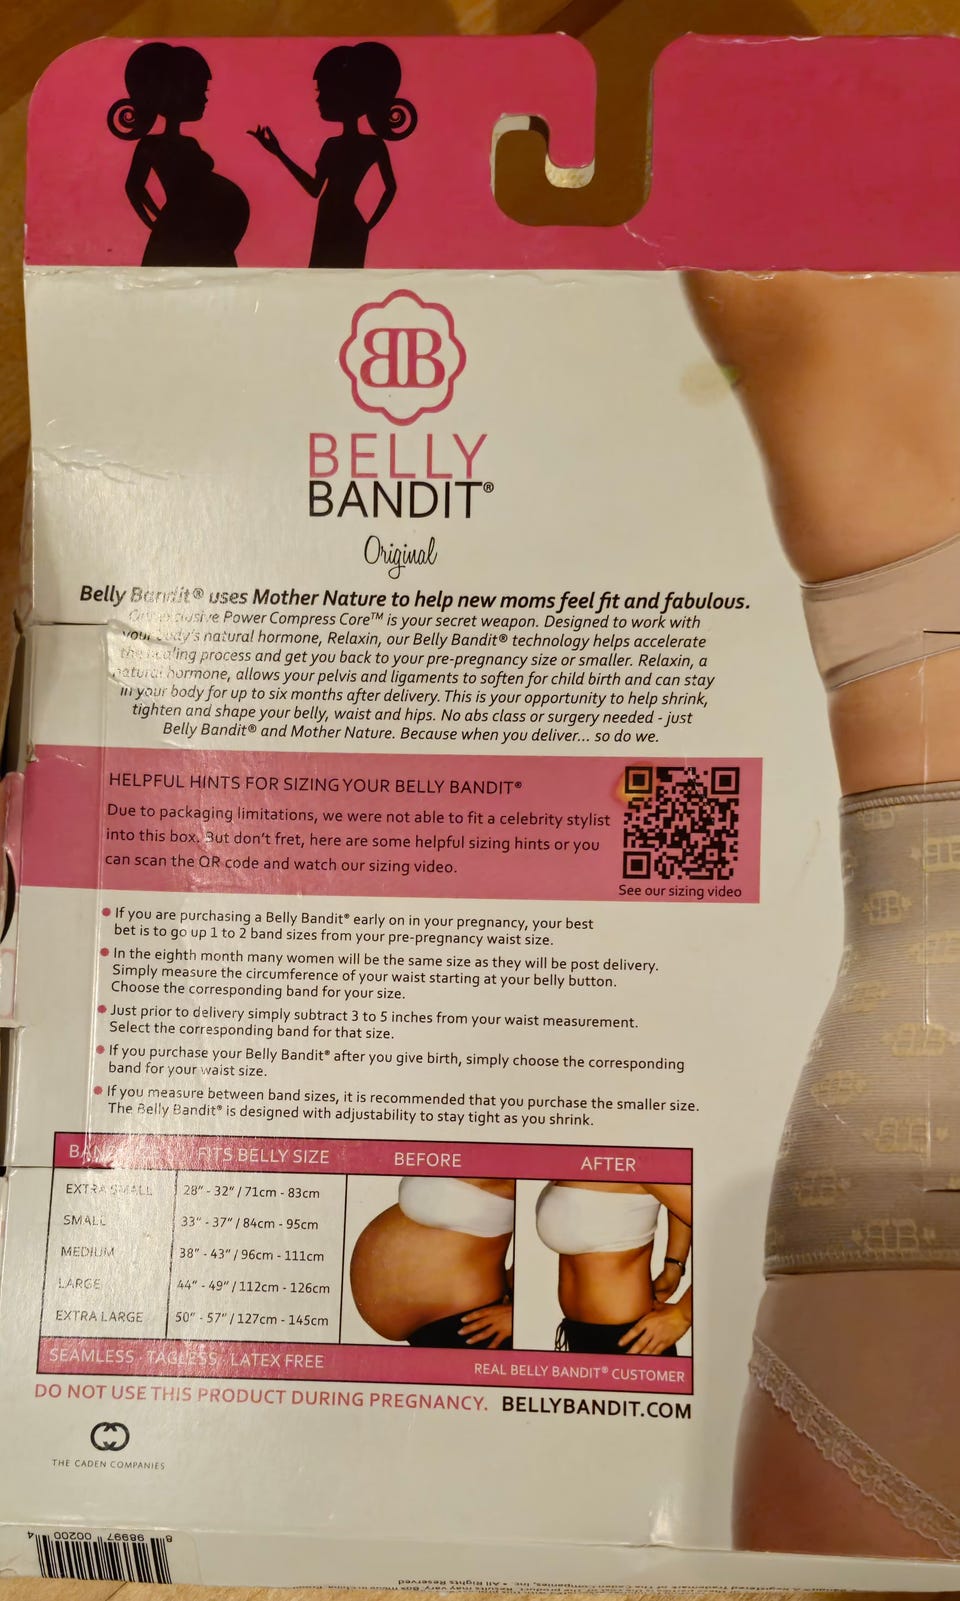 BB
BELLY
BANDIT®
Original
Belly Bandit® uses Mother Nature to help new moms feel fit and fabulous.
Our exclusive Power Compress Core™ is your secret weapon. Designed to work with
your body's natural hormone, Relaxin, our Belly Bandit® technology helps accelerate
the healing process and get you back to your pre-pregnancy size or smaller. Relaxin, a
natural hormone, allows your pelvis and ligaments to soften for child birth and can stay
in your body for up to six months after delivery. This is your opportunity to help shrink,
tighten and shape your belly, waist and hips. No abs class or surgery needed - just
Belly Bandit® and Mother Nature. Because when you deliver... so do we.
HELPFUL HINTS FOR SIZING YOUR BELLY BANDIT®
Due to packaging limitations, we were not able to fit a celebrity stylist
into this box. But don't fret, here are some helpful sizing hints or you
can scan the QR code and watch our sizing video.
See our sizing video
• If you are purchasing a Belly Bandit® early on in your pregnancy, your best
bet is to go up 1 to 2 band sizes from your pre-pregnancy waist size.
• In the eighth month many women will be the same size as they will be post delivery.
Simply measure the circumference of your waist starting at your belly button.
Choose the corresponding band for your size.
• Just prior to delivery simply subtract 3 to 5 inches from your waist measurement.
Select the corresponding band for that size.
• If you purchase your Belly Bandit® after you give birth, simply choose the corresponding
band for your waist size.
• If you measure between band sizes, it is recommended that you purchase the smaller size.
The Belly Bandit® is designed with adjustability to stay tight as you shrink.
FITS BELLY SIZE BEFORE AFTER
EXTRA SMALL 28" - 32" / 71cm - 83cm
SMALL 33" - 37" / 84cm - 95cm
MEDIUM 38" - 43" / 96cm - 111cm
LARGE 44" - 49" / 112cm - 126cm
EXTRA LARGE 50" - 57" / 127cm - 145cm
SEAMLESS · TAGLESS · LATEX FREE
REAL BELLY BANDIT® CUSTOMER
DO NOT USE THIS PRODUCT DURING PREGNANCY. BELLYBANDIT.COM
THE CADEN COMPANIES
8 98997 00200 4
All Rights Reserved